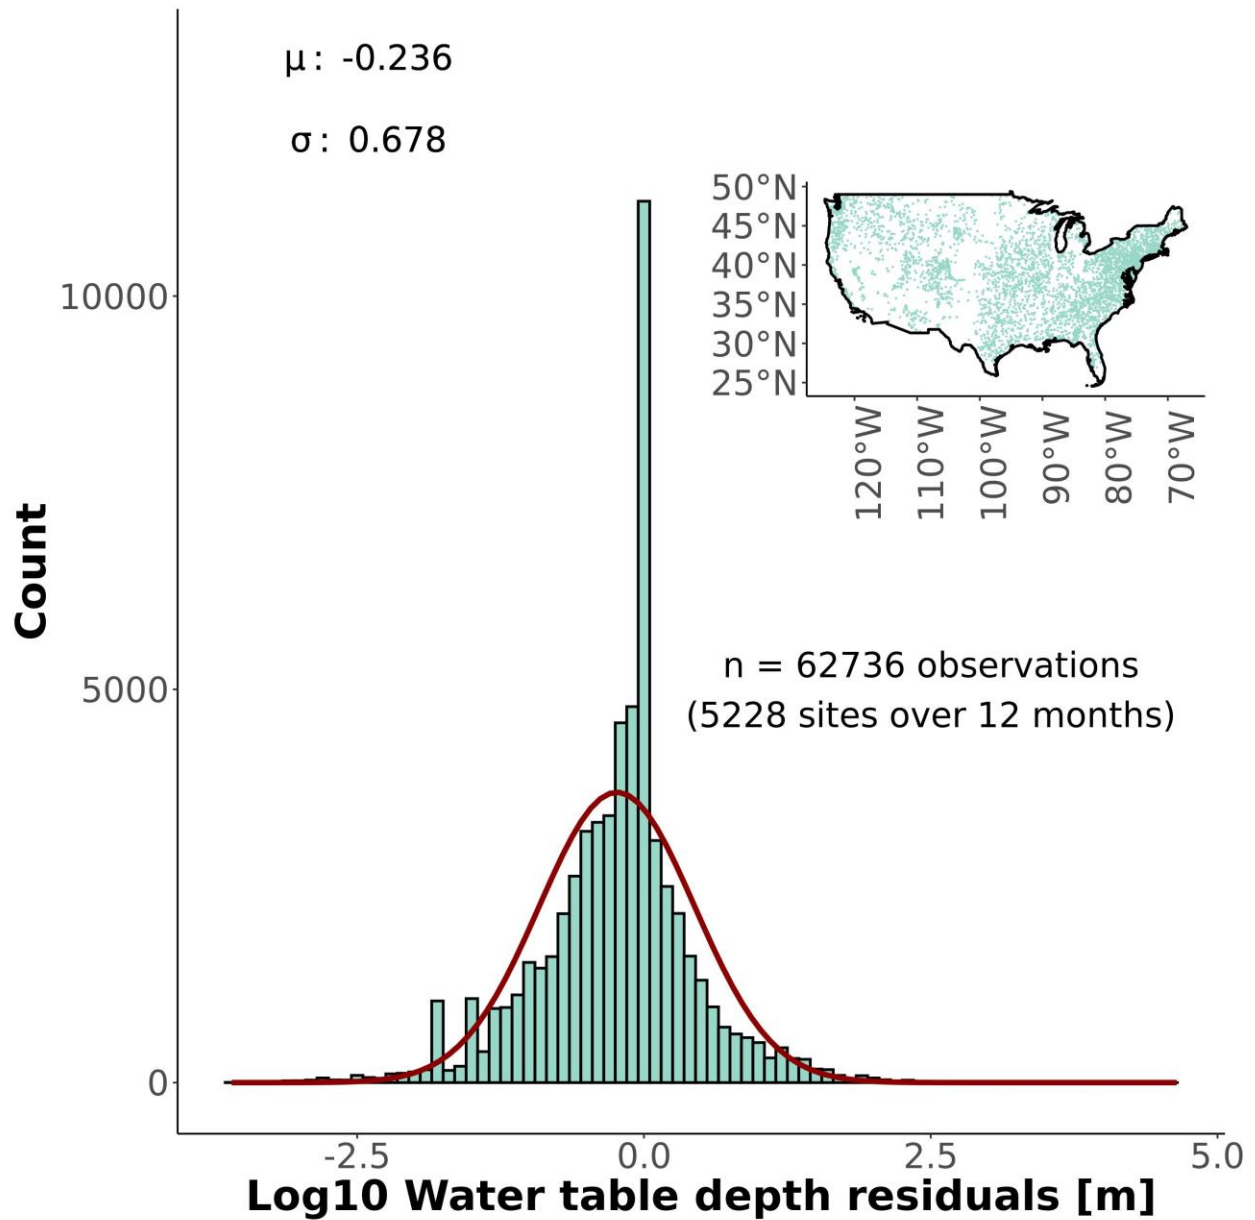 μ: -0.236
σ: 0.678
50°N
45°N
40°N
35°N
30°N
25°N
120°W
110°W
100°W
90°W
80°W
70°W
10000
5000
0
Count
n = 62736 observations
(5228 sites over 12 months)
-2.5
0.0
2.5
5.0
Log10 Water table depth residuals [m]